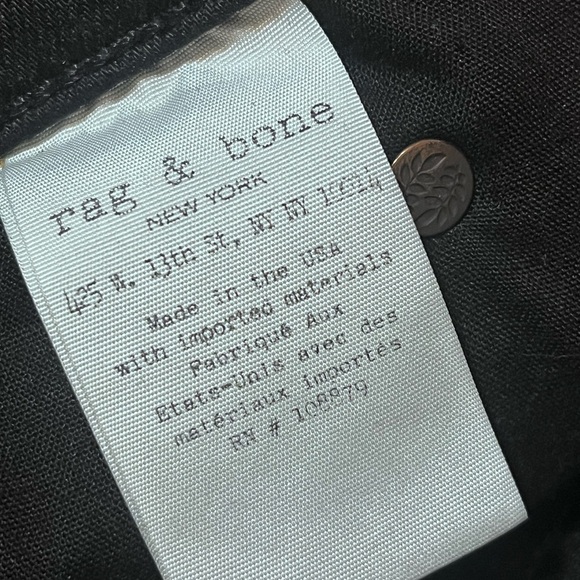 rag & bone
NEW YORK
425 W. 13th St, NY NY 10014
Made in the USA
with imported materials
Fabriqué Aux
Etats-Unis avec des
matériaux importés
RN # 108879